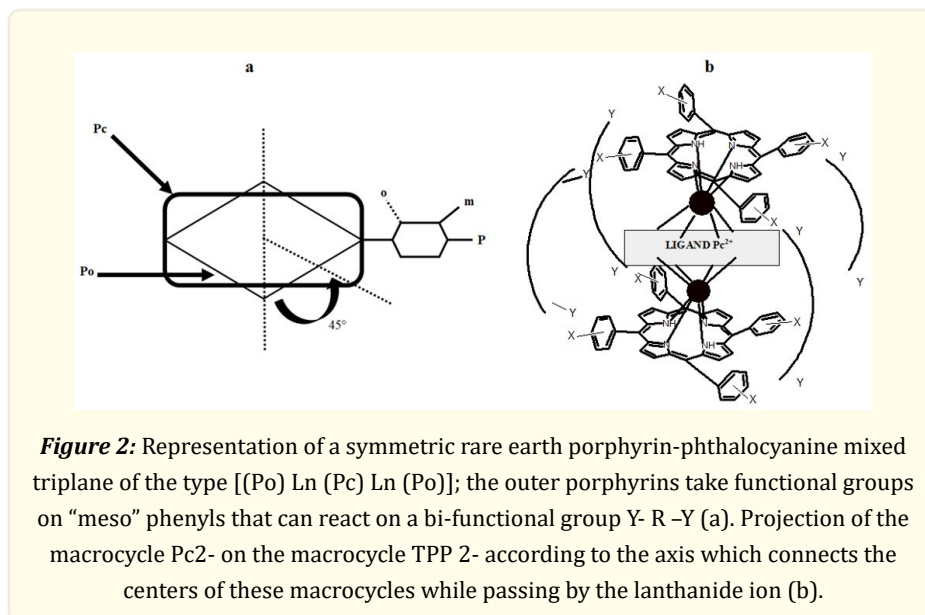 a
b
Pc
Po
o
m
P
45°
X
Y
X
NH
N
X
N
HN
Y
X
Y
Y
LIGAND Pc²⁺
Y
Y
Y
X
NH
N
X
N
HN
Y
Y
X
Figure 2: Representation of a symmetric rare earth porphyrin-phthalocyanine mixed
triplane of the type [(Po) Ln (Pc) Ln (Po)]; the outer porphyrins take functional groups
on “meso” phenyls that can react on a bi-functional group Y- R –Y (a). Projection of the
macrocycle Pc2- on the macrocycle TPP 2- according to the axis which connects the
centers of these macrocycles while passing by the lanthanide ion (b).